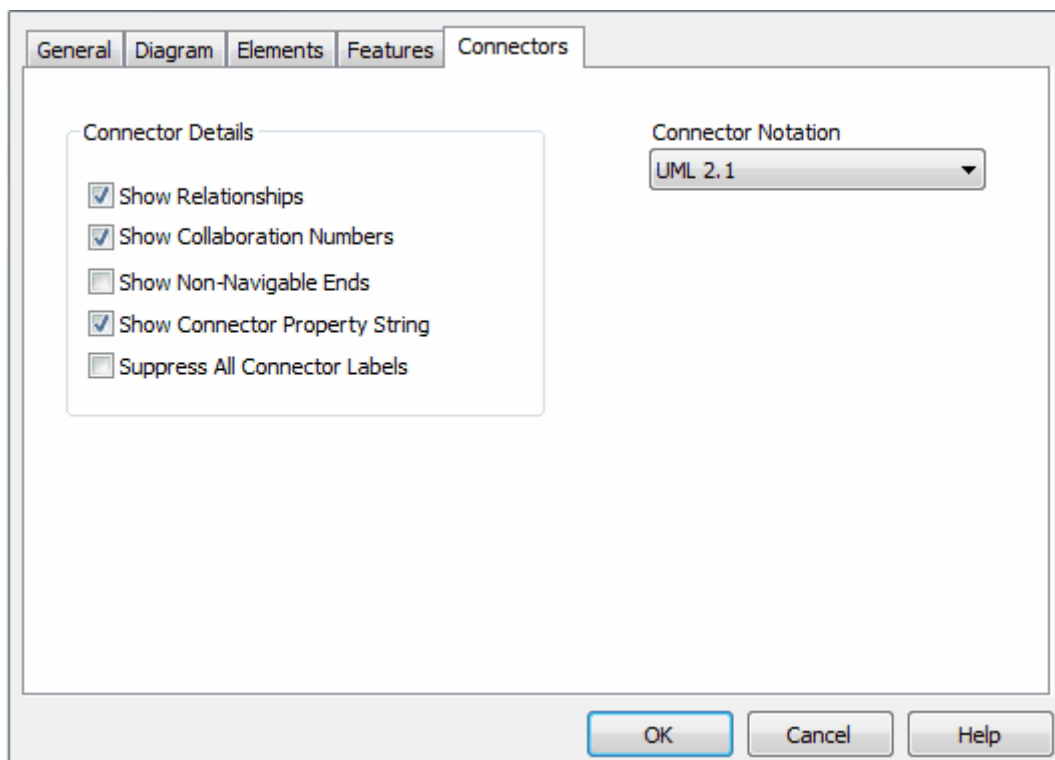 General Diagram Elements Features Connectors
Connector Details
Connector Notation
UML 2.1
Show Relationships
Show Collaboration Numbers
Show Non-Navigable Ends
Show Connector Property String
Suppress All Connector Labels
OK Cancel Help